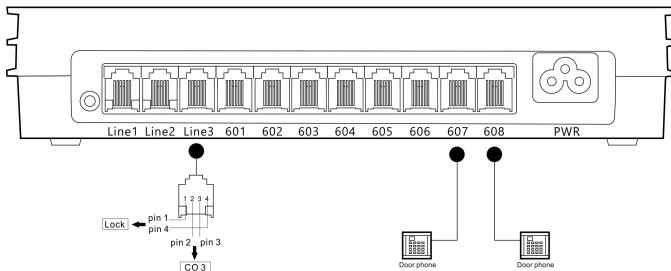 Line1 Line2 Line3 601 602 603 604 605 606 607 608 PWR
1 2 3 4
Lock
pin 1
pin 4
pin 2 pin 3
CO 3
Door phone Door phone